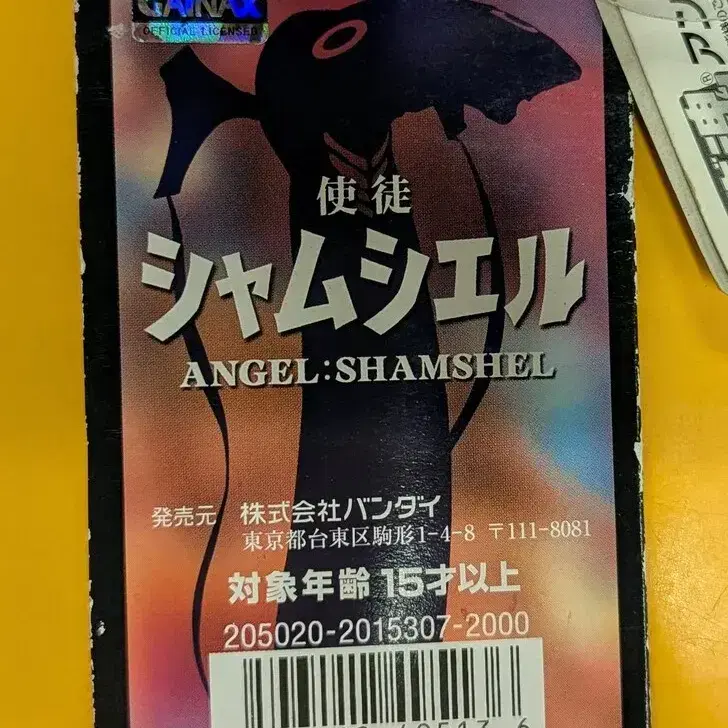 GAINAX
OFFICIAL LICENSED
使徒
シャムシエル
ANGEL:SHAMSHEL
発売元 株式会社バンダイ
東京都台東区駒形1-4-8 〒111-8081
対象年齢 15才以上
205020-2015307-2000